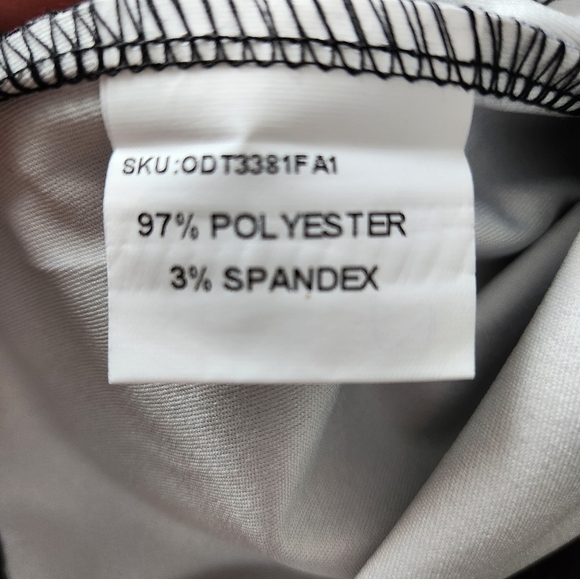 SKU:ODT3381FA1
97% POLYESTER
3% SPANDEX